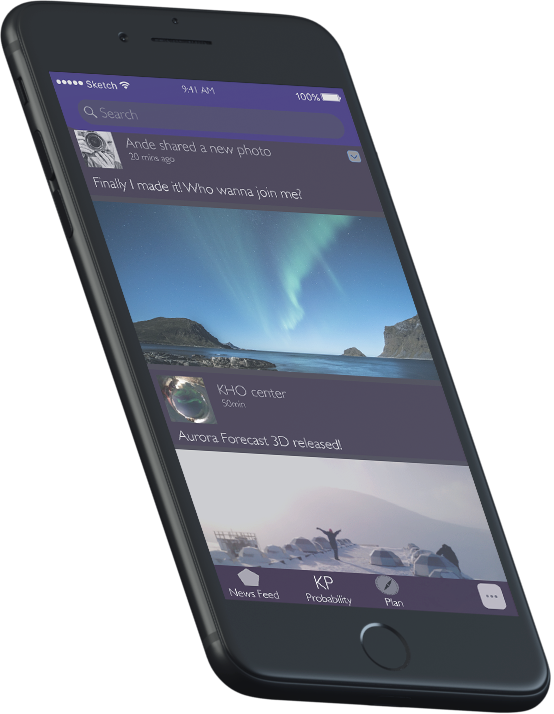 Sketch 9:41 AM 100%
Search
Ande shared a new photo
20 mins ago
Finally I made it! Who wanna join me?
KHO center
50min
Aurora Forecast 3D released!
KP
News Feed Probability Plan